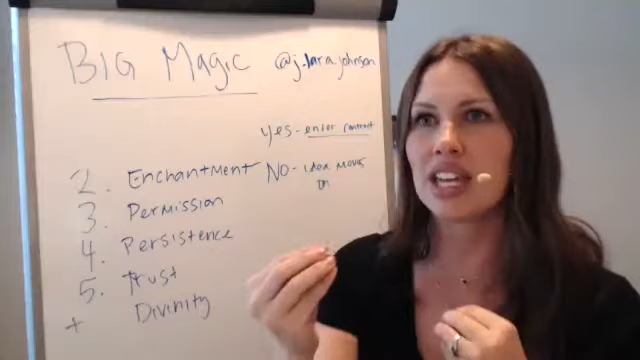 BIG Magic @j.lara.johnson
yes - enter contract
2. Enchantment
No - idea moves
on
3. Permission
4. Persistence
5. Trust
+ Divinity